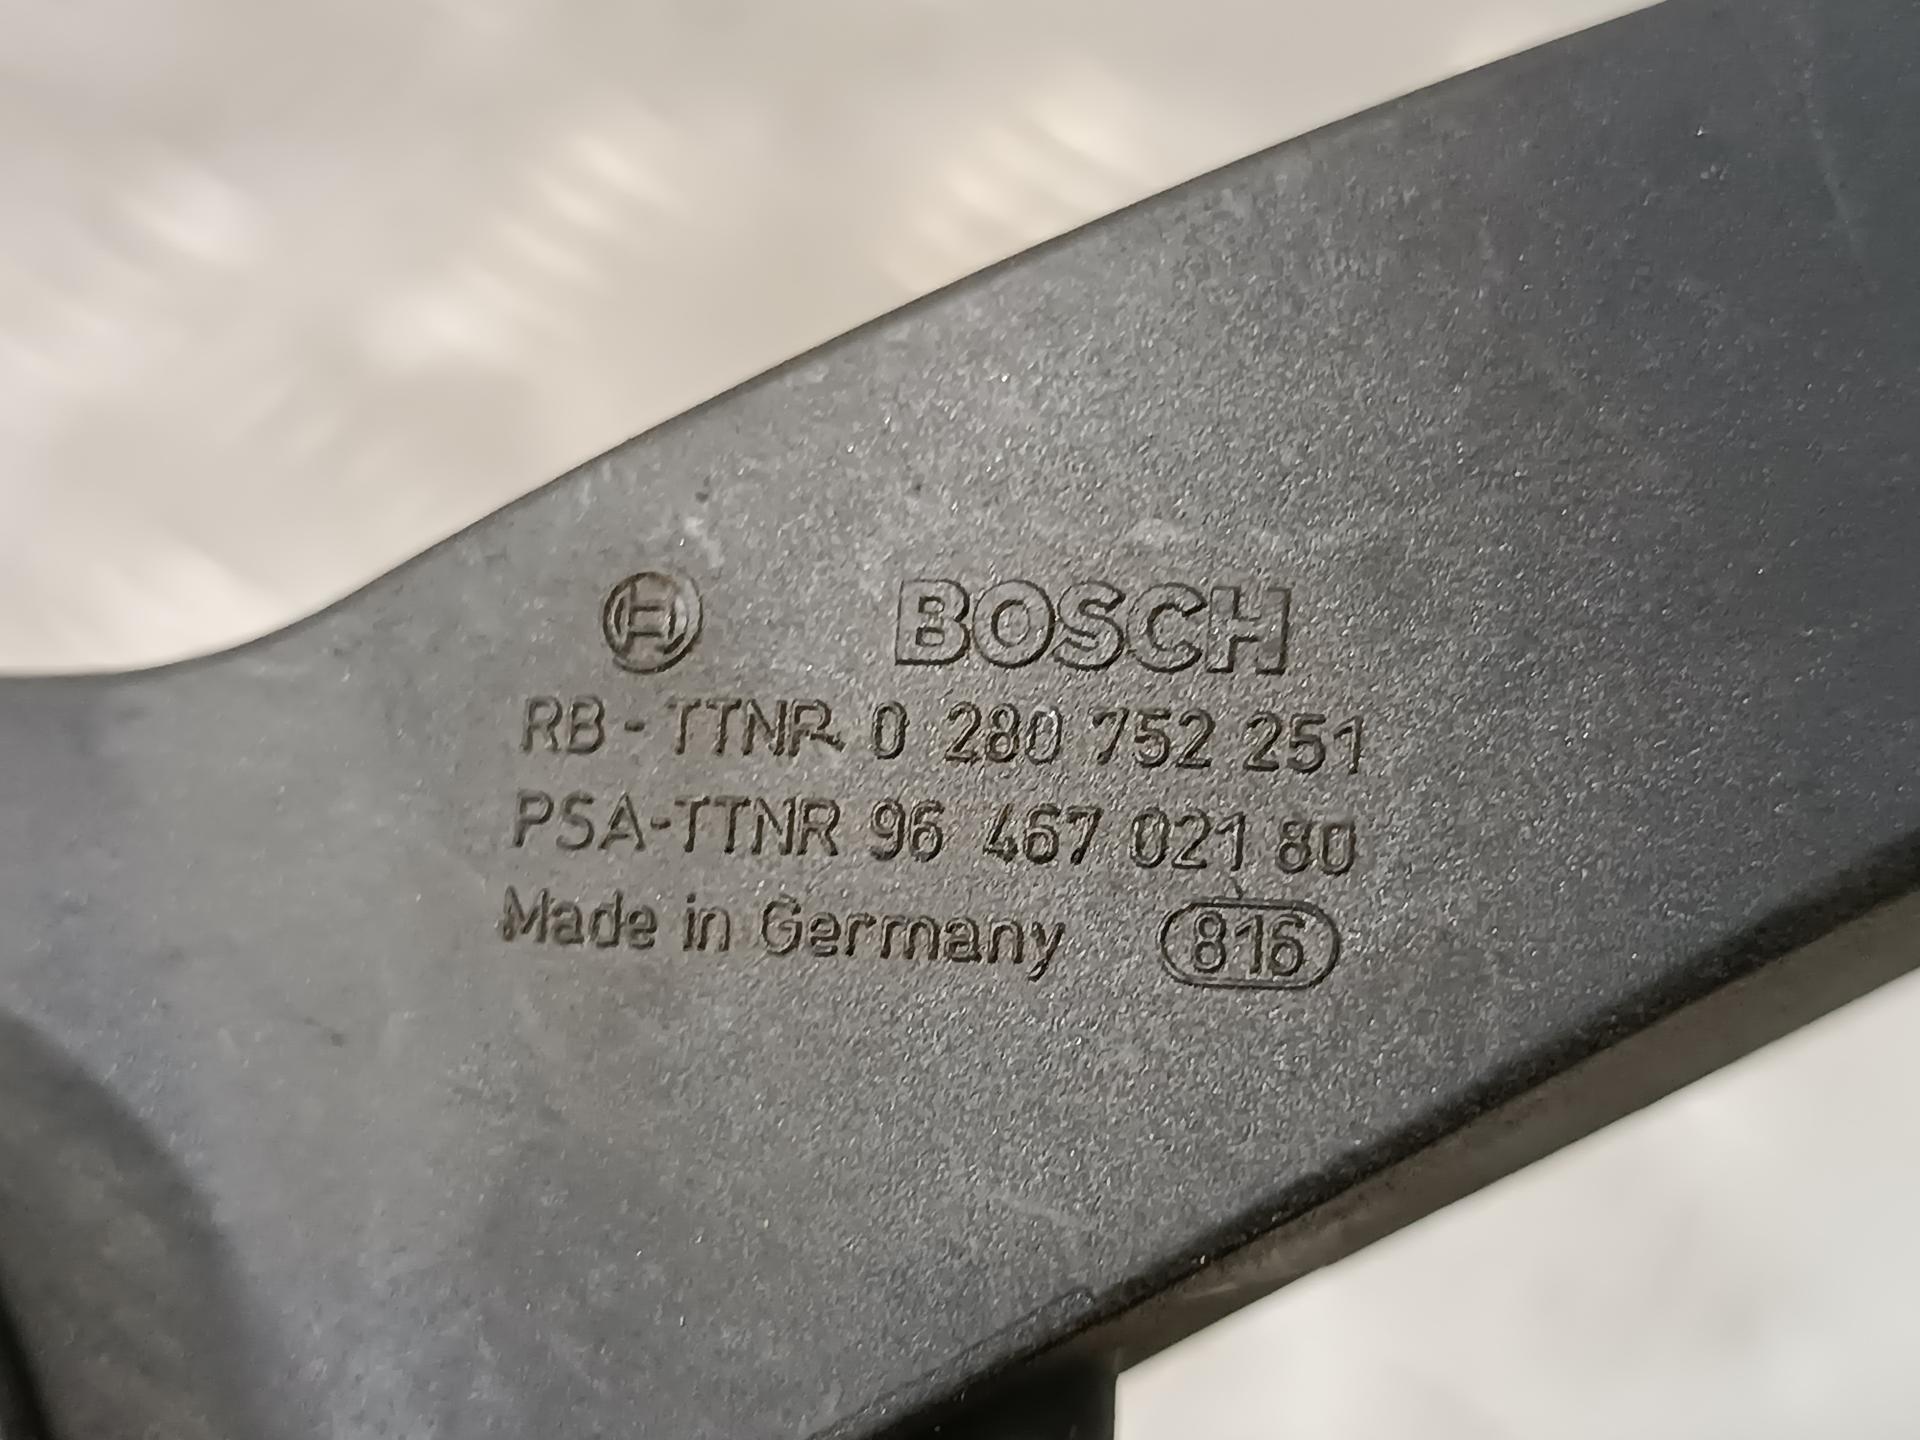 BOSCH
RB-TTNR 0 280 752 251
PSA-TTNR 96 467 021 80
Made in Germany 816